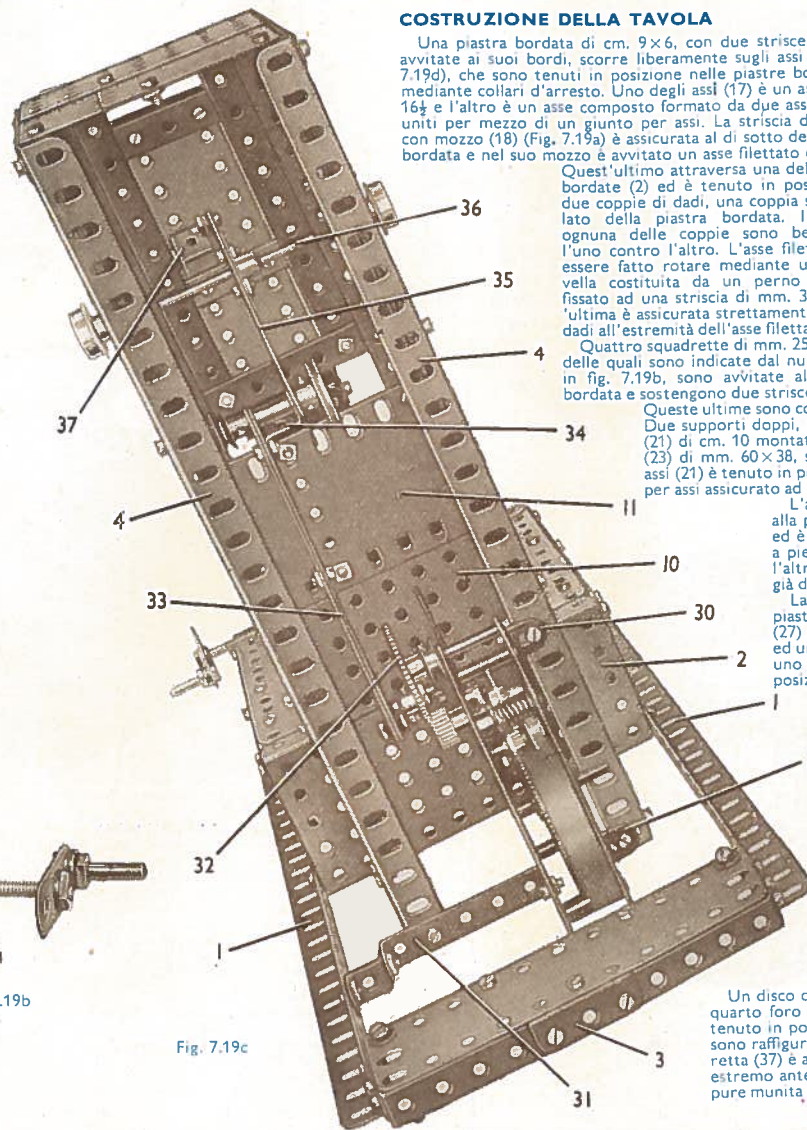 COSTRUZIONE DELLA TAVOLA
Una piastra bordata di cm. 9×6, con due strisce
avvitate ai suoi bordi, scorre liberamente sugli assi
7.19d), che sono tenuti in posizione nelle piastre bo
mediante collari d'arresto. Uno degli assi (17) è un a
16½ e l'altro è un asse composto formato da due ass
uniti per mezzo di un giunto per assi. La striscia d
con mozzo (18) (Fig. 7.19a) è assicurata al di sotto de
bordata e nel suo mozzo è avvitato un asse filettato
Quest'ultimo attraversa una del
bordate (2) ed è tenuto in pos
due coppie di dadi, una coppia s
lato della piastra bordata. I
ognuna delle coppie sono be
l'uno contro l'altro. L'asse filet
essere fatto rotare mediante u
vella costituita da un perno
fissato ad una striscia di mm. 3
'ultima è assicurata strettament
dadi all'estremità dell'asse filetta
Quattro squadrette di mm. 25
delle quali sono indicate dal nu
in fig. 7.19b, sono avvitate al
bordata e sostengono due strisc
Queste ultime sono co
Due supporti doppi,
(21) di cm. 10 montat
(23) di mm. 60×38, s
assi (21) è tenuto in p
per assi assicurato ad
L'a
alla p
ed è
a pie
l'altr
già d
La
piast
(27)
ed u
uno
posiz
36
35
4
37
34
4
11
10
33
30
2
1
32
1
.19b
Fig. 7.19c
31
3
Un disco d
quarto foro
tenuto in po
sono raffigur
retta (37) è a
estremo ante
pure munita